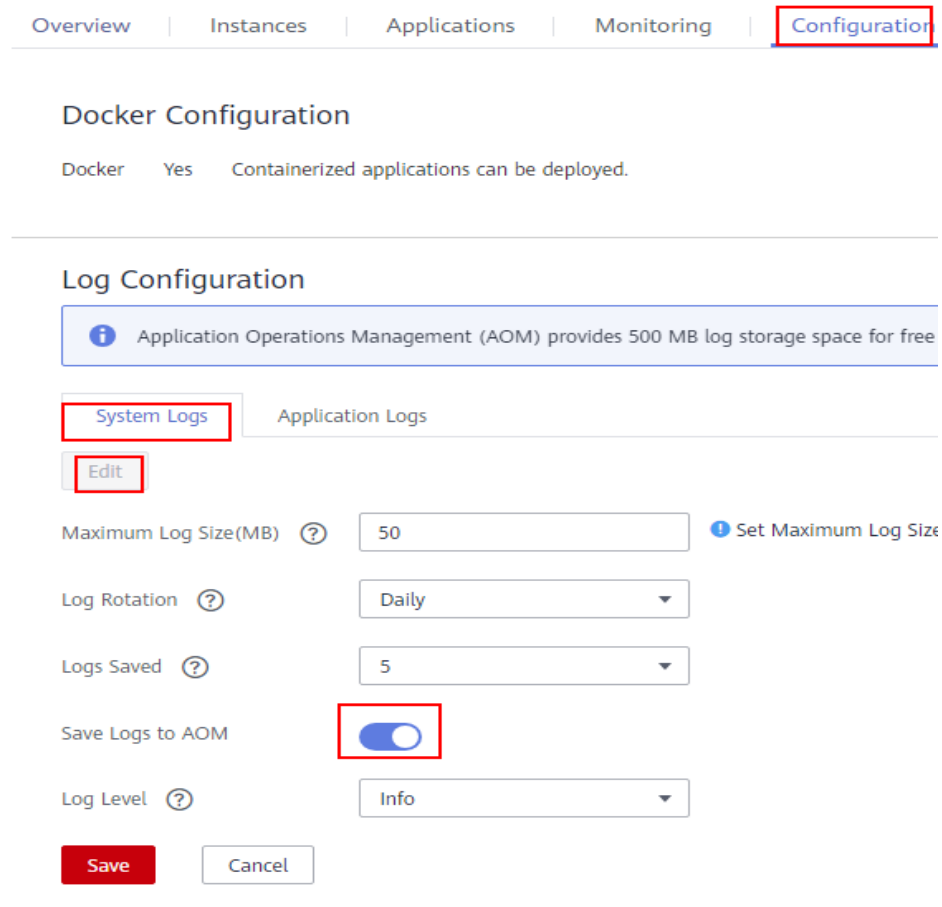 Overview Instances Applications Monitoring Configuration
Docker Configuration
Docker Yes Containerized applications can be deployed.
Log Configuration
Application Operations Management (AOM) provides 500 MB log storage space for free
System Logs Application Logs
Edit
Maximum Log Size(MB) ? 50 Set Maximum Log Size
Log Rotation ? Daily
Logs Saved ? 5
Save Logs to AOM
Log Level ? Info
Save Cancel